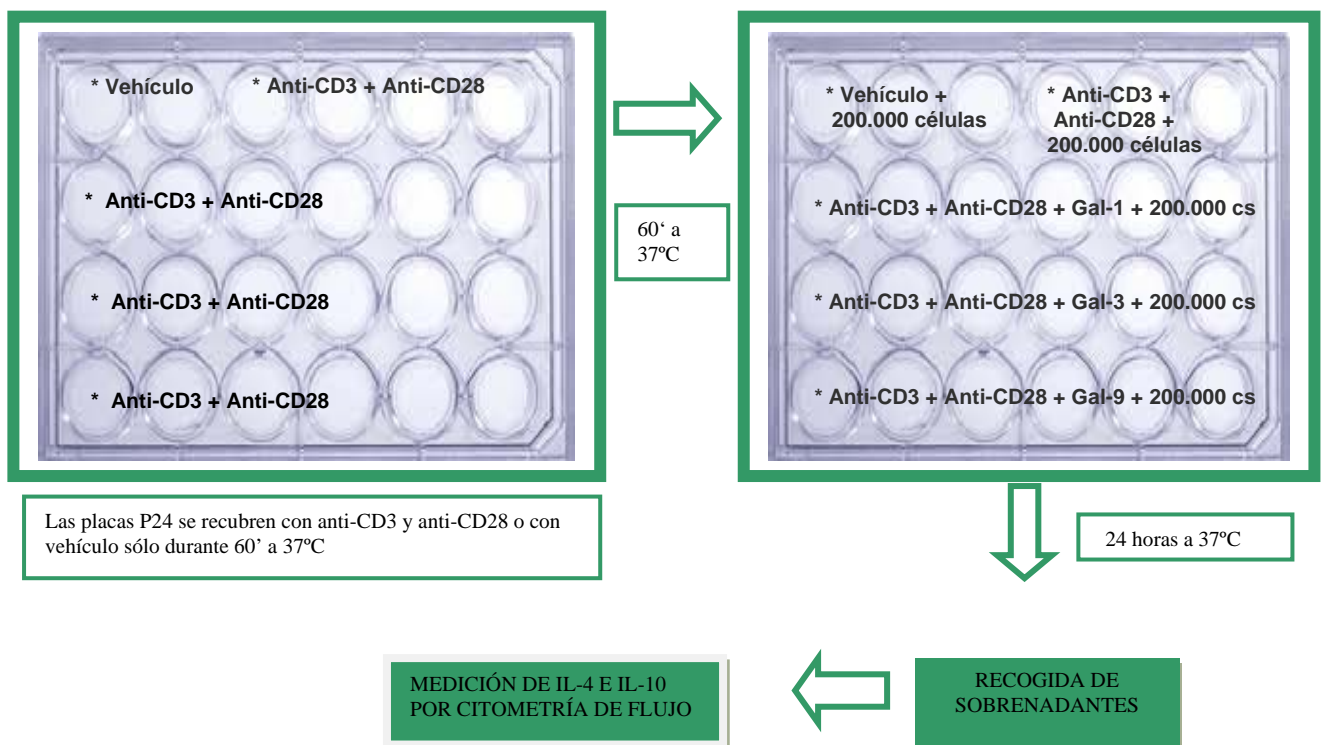 * Vehículo * Anti-CD3 + Anti-CD28
* Anti-CD3 + Anti-CD28
* Anti-CD3 + Anti-CD28
* Anti-CD3 + Anti-CD28
60‘ a
37ºC
* Vehículo +
200.000 células
* Anti-CD3 +
Anti-CD28 +
200.000 células
* Anti-CD3 + Anti-CD28 + Gal-1 + 200.000 cs
* Anti-CD3 + Anti-CD28 + Gal-3 + 200.000 cs
* Anti-CD3 + Anti-CD28 + Gal-9 + 200.000 cs
Las placas P24 se recubren con anti-CD3 y anti-CD28 o con
vehículo sólo durante 60’ a 37ºC
24 horas a 37ºC
RECOGIDA DE
SOBRENADANTES
MEDICIÓN DE IL-4 E IL-10
POR CITOMETRÍA DE FLUJO